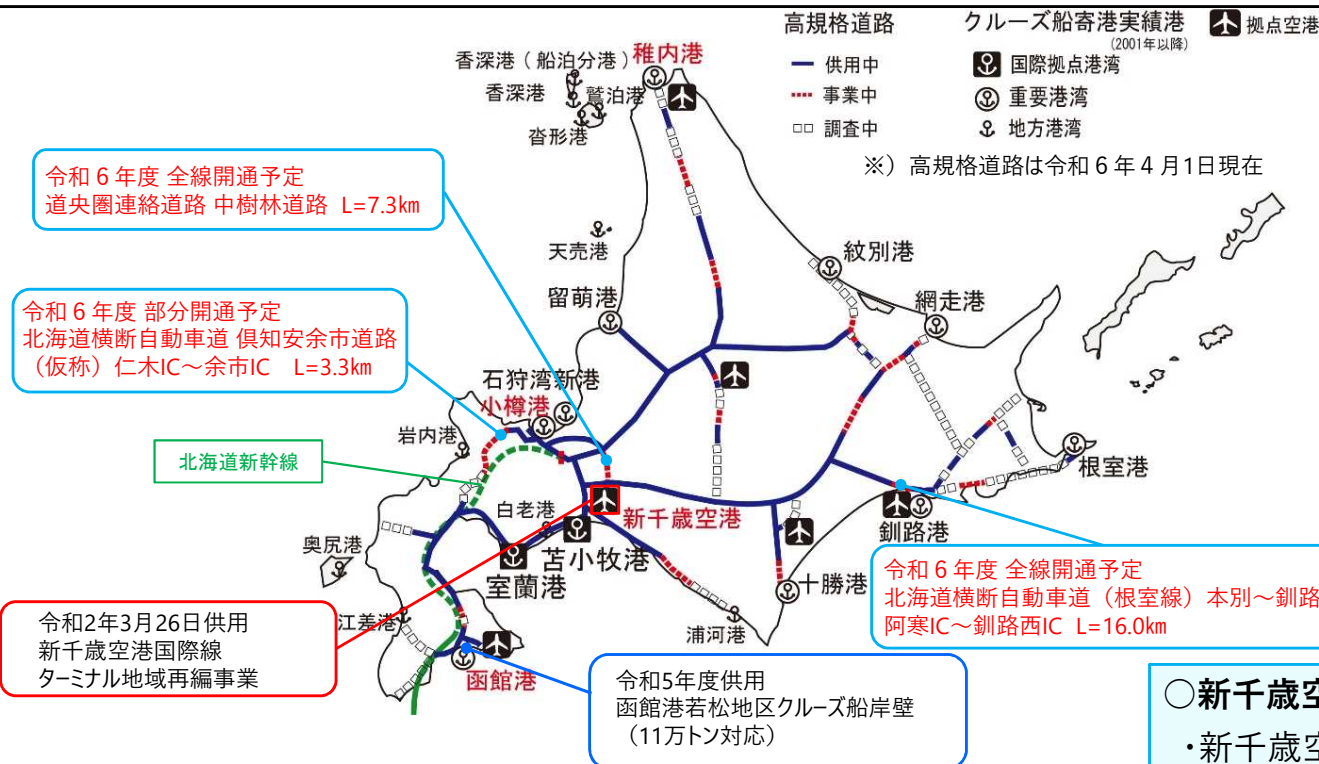 高規格道路
供用中
事業中
調査中
クルーズ船寄港実績港
(2001年以降)
国際拠点港湾
重要港湾
地方港湾
拠点空港
※）高規格道路は令和６年４月1日現在
香深港（船泊分港）
稚内港
香深港
鴛泊港
沓形港
令和６年度 全線開通予定
道央圏連絡道路 中樹林道路 L=7.3㎞
天売港
紋別港
留萌港
網走港
令和６年度 部分開通予定
北海道横断自動車道 倶知安余市道路
（仮称）仁木IC～余市IC L=3.3㎞
石狩湾新港
小樽港
岩内港
北海道新幹線
根室港
白老港
新千歳空港
釧路港
奥尻港
苫小牧港
室蘭港
十勝港
令和６年度 全線開通予定
北海道横断自動車道（根室線）本別～釧路
阿寒IC～釧路西IC L=16.0㎞
江差港
浦河港
令和2年3月26日供用
新千歳空港国際線
ターミナル地域再編事業
函館港
令和5年度供用
函館港若松地区クルーズ船岸壁
（11万トン対応）
○新千歳空
・新千歳空